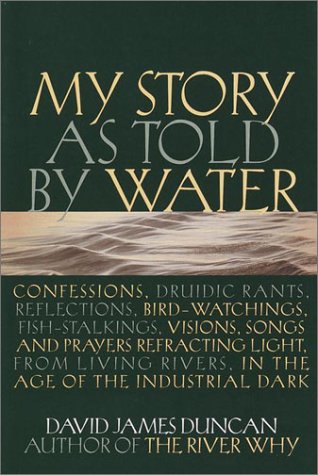 MY STORY
AS TOLD
BY WATER
CONFESSIONS, DRUIDIC RANTS,
REFLECTIONS, BIRD-WATCHINGS,
FISH-STALKINGS, VISIONS, SONGS
AND PRAYERS REFRACTING LIGHT,
FROM LIVING RIVERS, IN THE
AGE OF THE INDUSTRIAL DARK
DAVID JAMES DUNCAN
AUTHOR OF THE RIVER WHY